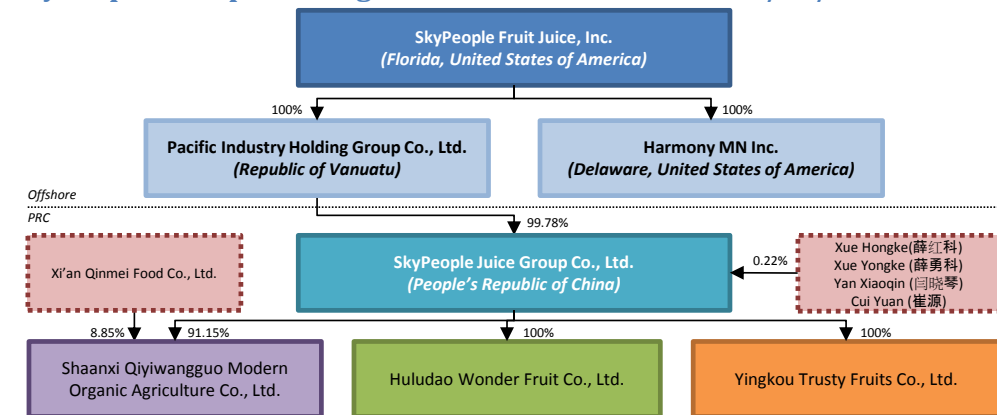 SkyPeople Fruit Juice, Inc.
(Florida, United States of America)
100%
100%
Pacific Industry Holding Group Co., Ltd.
(Republic of Vanuatu)
Harmony MN Inc.
(Delaware, United States of America)
Offshore
PRC
99.78%
Xi'an Qinmei Food Co., Ltd.
SkyPeople Juice Group Co., Ltd.
(People's Republic of China)
0.22%
Xue Hongke(薛红科)
Xue Yongke (薛勇科)
Yan Xiaoqin (闫晓琴)
Cui Yuan (崔源)
8.85%
91.15%
100%
100%
Shaanxi Qiyiwangguo Modern
Organic Agriculture Co., Ltd.
Huludao Wonder Fruit Co., Ltd.
Yingkou Trusty Fruits Co., Ltd.